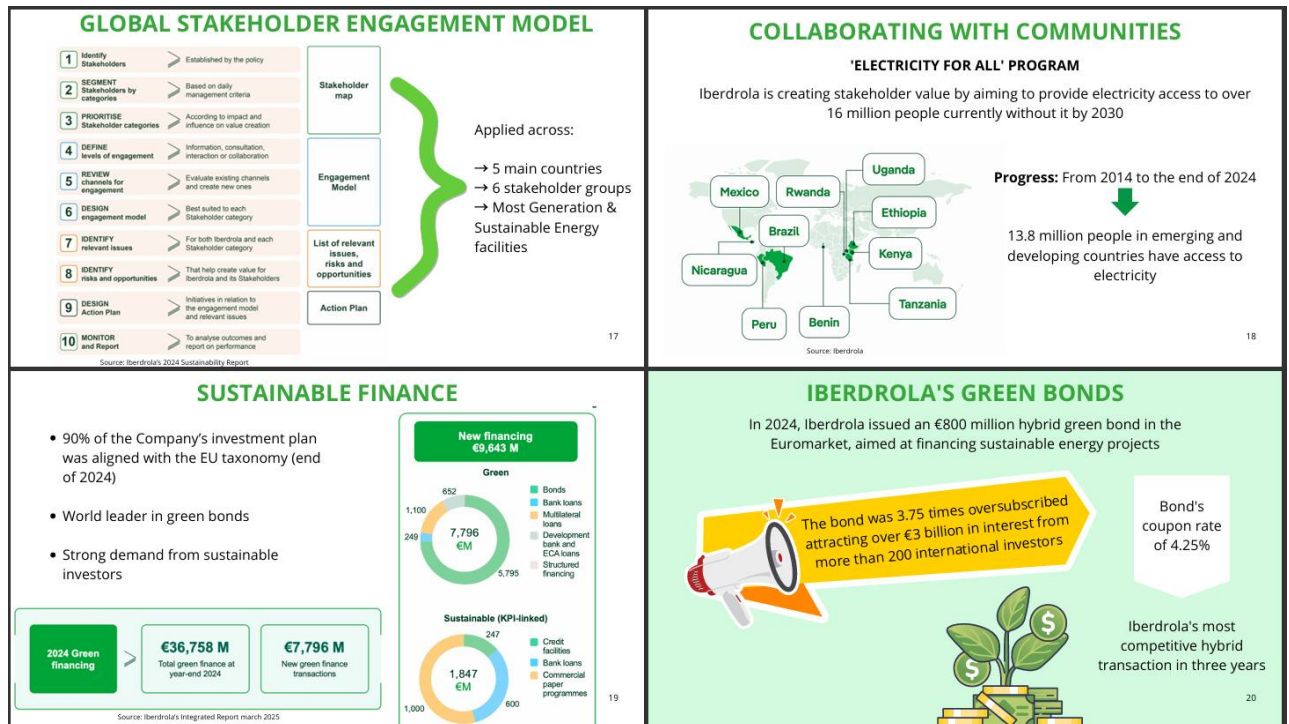 GLOBAL STAKEHOLDER ENGAGEMENT MODEL
1 Identify Stakeholders Established by the policy
2 SEGMENT Stakeholders by categories Based on daily management criteria
3 PRIORITISE Stakeholder categories According to impact and influence on value creation
4 DEFINE levels of engagement Information, consultation, interaction or collaboration
5 REVIEW channels for engagement Evaluate existing channels and create new ones
6 DESIGN engagement model Best suited to each Stakeholder category
7 IDENTIFY relevant issues For both Iberdrola and each Stakeholder category
8 IDENTIFY risks and opportunities That help create value for Iberdrola and its Stakeholders
9 DESIGN Action Plan Initiatives in relation to the engagement model and relevant issues
10 MONITOR and Report To analyse outcomes and report on performance
Stakeholder map
Engagement Model
List of relevant issues, risks and opportunities
Action Plan
Applied across:
→ 5 main countries
→ 6 stakeholder groups
→ Most Generation &
Sustainable Energy
facilities
17
Source: Iberdrola's 2024 Sustainability Report
COLLABORATING WITH COMMUNITIES
'ELECTRICITY FOR ALL' PROGRAM
Iberdrola is creating stakeholder value by aiming to provide electricity access to over
16 million people currently without it by 2030
Uganda
Mexico
Rwanda
Ethiopia
Brazil
Kenya
Nicaragua
Tanzania
Peru
Benin
Progress: From 2014 to the end of 2024
13.8 million people in emerging and
developing countries have access to
electricity
18
Source: Iberdrola
SUSTAINABLE FINANCE
• 90% of the Company's investment plan
was aligned with the EU taxonomy (end
of 2024)
• World leader in green bonds
• Strong demand from sustainable
investors
2024 Green
financing
€36,758 M
Total green finance at
year-end 2024
€7,796 M
New green finance
transactions
Source: Iberdrola's Integrated Report march 2025
New financing
€9,643 M
Green
652
1,100
249
7,796
€M
5,795
Bonds
Bank loans
Multilateral
loans
Development
bank and
ECA loans
Structured
financing
Sustainable (KPI-linked)
247
1,847
€M
600
1,000
Credit
facilities
Bank loans
Commercial
paper
programmes
19
IBERDROLA'S GREEN BONDS
In 2024, Iberdrola issued an €800 million hybrid green bond in the
Euromarket, aimed at financing sustainable energy projects
The bond was 3.75 times oversubscribed
attracting over €3 billion in interest from
more than 200 international investors
Bond's
coupon rate
of 4.25%
Iberdrola's most
competitive hybrid
transaction in three years
$
$
20